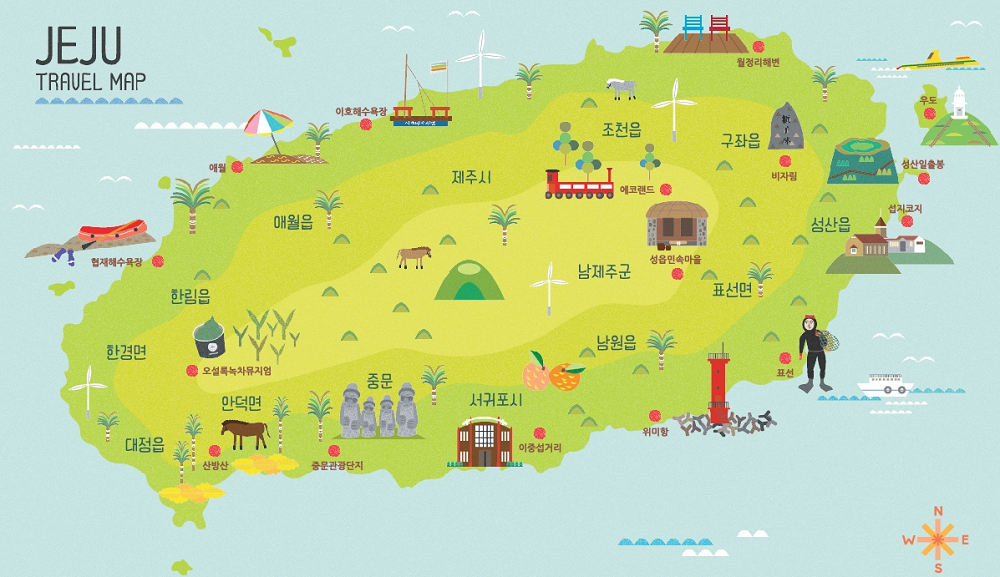 JEJU
TRAVEL MAP
월정리해변
이호해수욕장
우도
조천읍
구좌읍
애월
제주시
비자림
성산일출봉
에코랜드
애월읍
섭지코지
성산읍
협재해수욕장
성읍민속마을
남제주군
표선면
한림읍
남원읍
한경면
오설록녹차뮤지엄
표선
중문
안덕면
서귀포시
위미항
대정읍
이중섭거리
산방산
중문관광단지
N
W
E
S